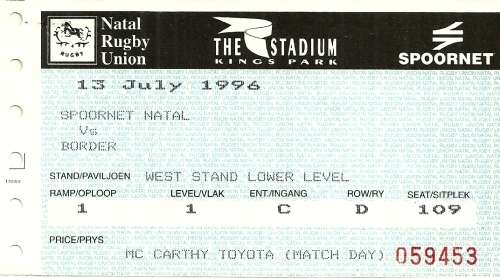 Natal
Rugby
Union
RUGBY
THE STADIUM
KINGS PARK
SPOORNET
13 July 1996
SPOORNET NATAL
Vs
BORDER
STAND/PAVILJOEN WEST STAND LOWER LEVEL
RAMP/OPLOOP LEVEL/VLAK ENT./INGANG ROW/RY SEAT/SITPLEK
1 1 C D 109
PRICE/PRYS
MC CARTHY TOYOTA (MATCH DAY) 059453